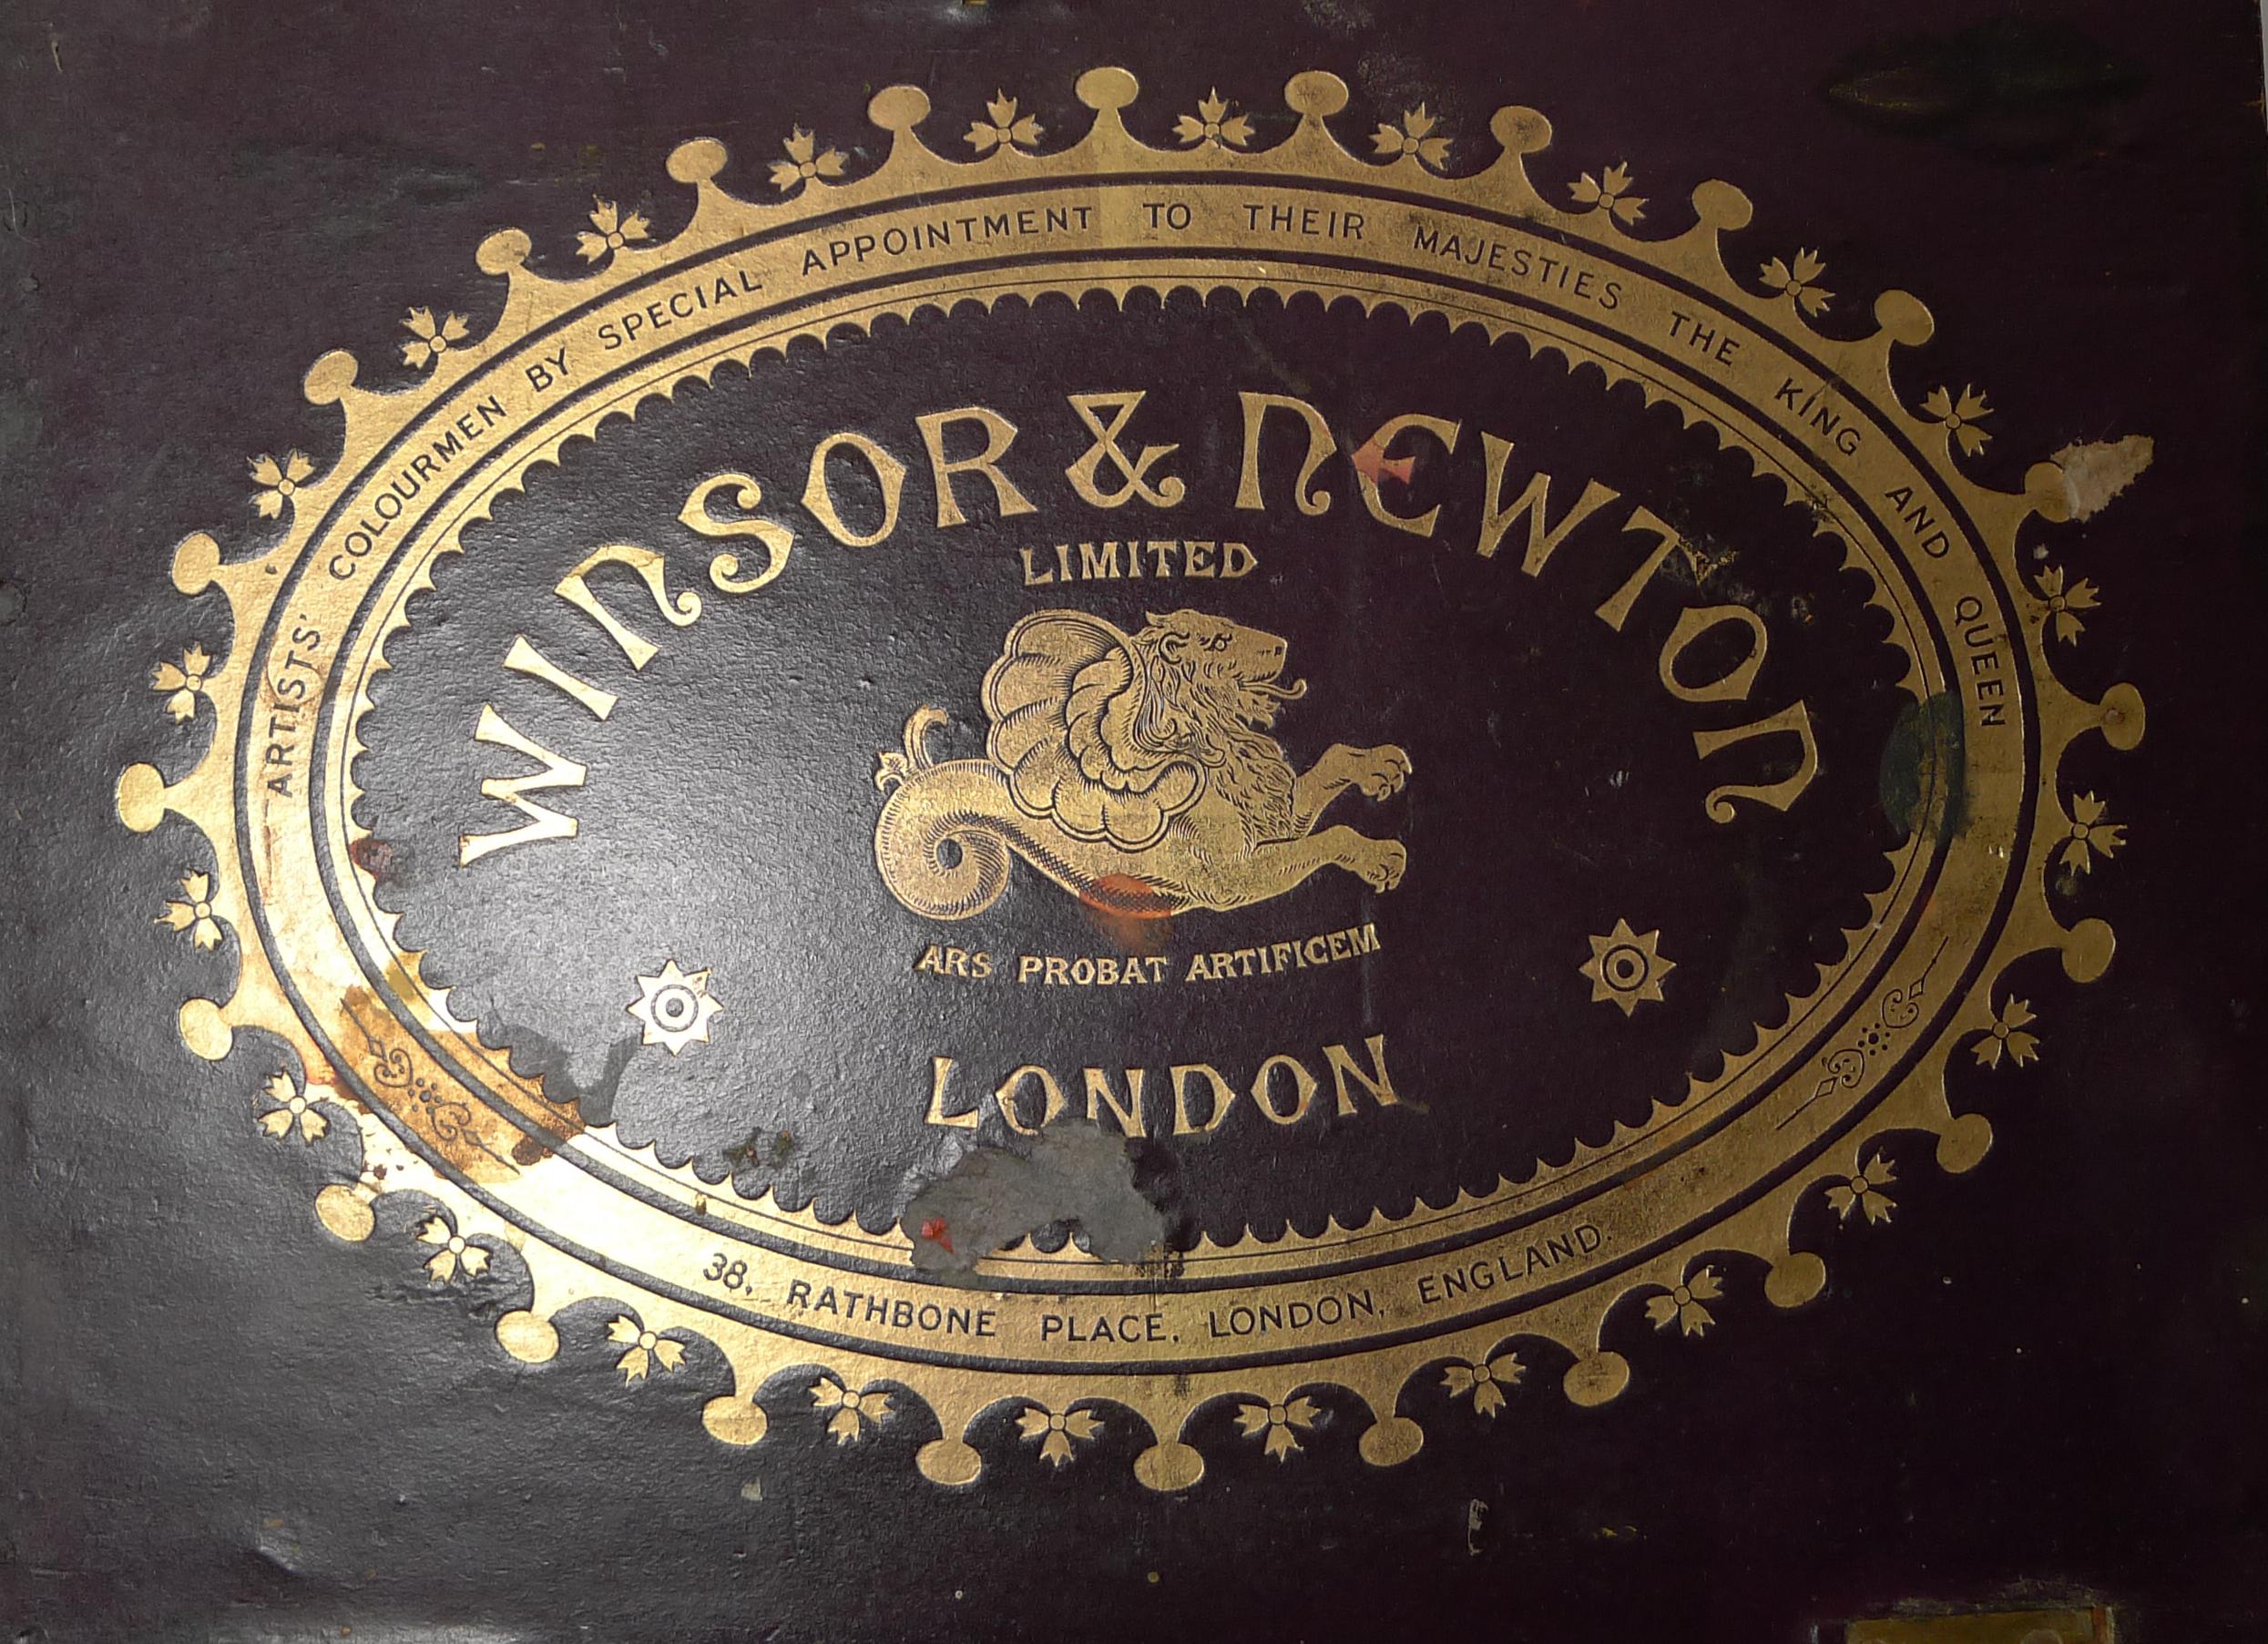 ARTISTS' COLOURMEN BY SPECIAL APPOINTMENT TO THEIR MAJESTIES THE KING AND QUEEN
WINSOR & NEWTON
LIMITED
ARS PROBAT ARTIFICEM
LONDON
38, RATHBONE PLACE, LONDON, ENGLAND.